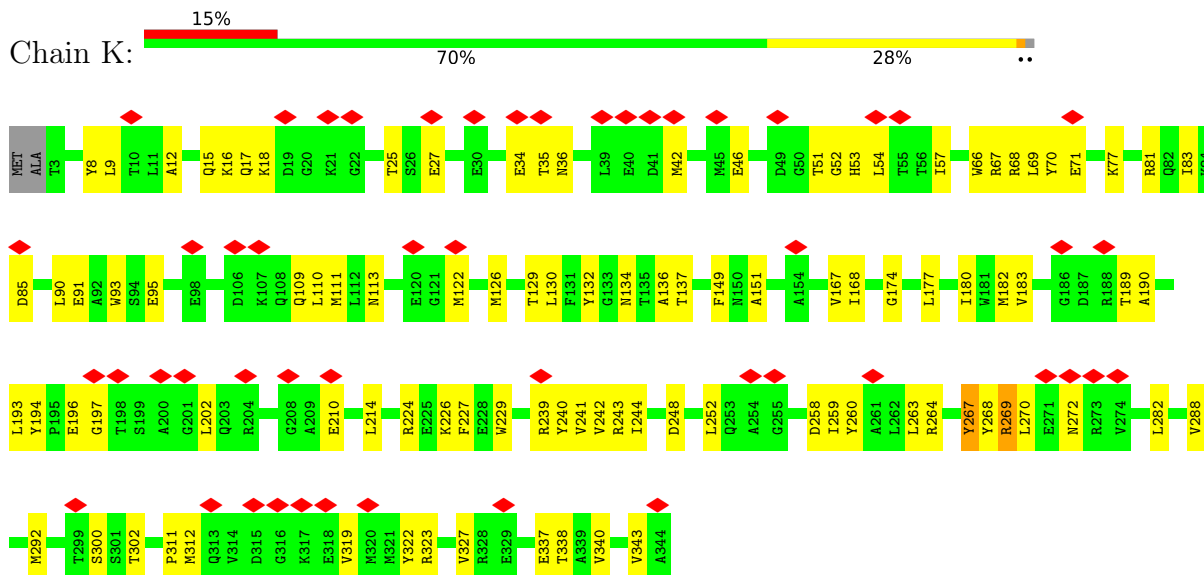 15%
Chain K:
70% 28% ••
MET ALA T3 Y8 L9 T10 L11 A12 Q15 K16 Q17 K18 D19 G20 K21 G22 T25 S26 E27 E30 E34 T35 N36 L39 E40 D41 M42 M45 E46 D49 G50 T51 G52 H53 L54 T55 T56 I57 W66 R67 R68 L69 Y70 E71 K77 R81 Q82 I83
D85 L90 E91 A92 W93 S94 E95 E98 D106 K107 Q108 Q109 L110 M111 L112 N113 E120 G121 M122 M126 T129 L130 F131 Y132 G133 N134 T135 A136 T137 F149 N150 A151 A154 V167 I168 G174 L177 I180 W181 M182 V183 G186 D187 R188 T189 A190
L193 Y194 P195 E196 G197 T198 S199 A200 G201 L202 Q203 R204 G208 A209 E210 L214 R224 E225 K226 F227 E228 W229 R239 Y240 V241 V242 R243 I244 D248 L252 Q253 A254 G255 D258 I259 Y260 A261 L262 L263 R264 Y267 Y268 R269 L270 E271 N272 R273 V274 L282 V288
M292 T299 S300 S301 T302 P311 M312 Q313 V314 D315 G316 K317 E318 V319 M320 M321 Y322 R323 V327 R328 E329 E337 T338 A339 V340 V343 A344